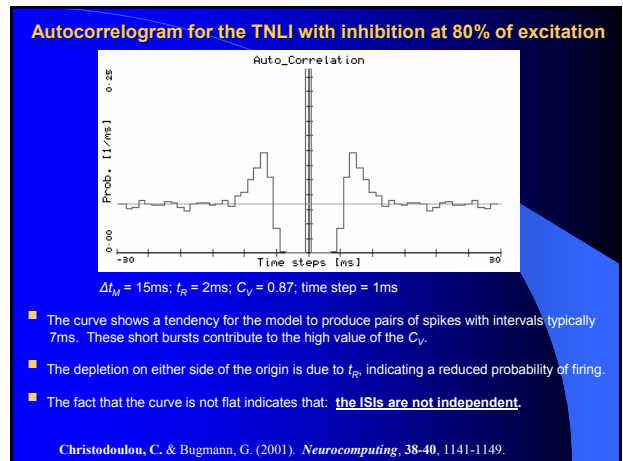 Autocorrelogram for the TNLI with inhibition at 80% of excitation
Auto_Correlation
0.25
Prob. [1/ms]
0.00
-30
Time steps [ms]
30
Δt_M = 15ms; t_R = 2ms; C_V = 0.87; time step = 1ms
The curve shows a tendency for the model to produce pairs of spikes with intervals typically
7ms. These short bursts contribute to the high value of the C_V.
The depletion on either side of the origin is due to t_R, indicating a reduced probability of firing.
The fact that the curve is not flat indicates that: the ISIs are not independent.
Christodoulou, C. & Bugmann, G. (2001). Neurocomputing, 38-40, 1141-1149.